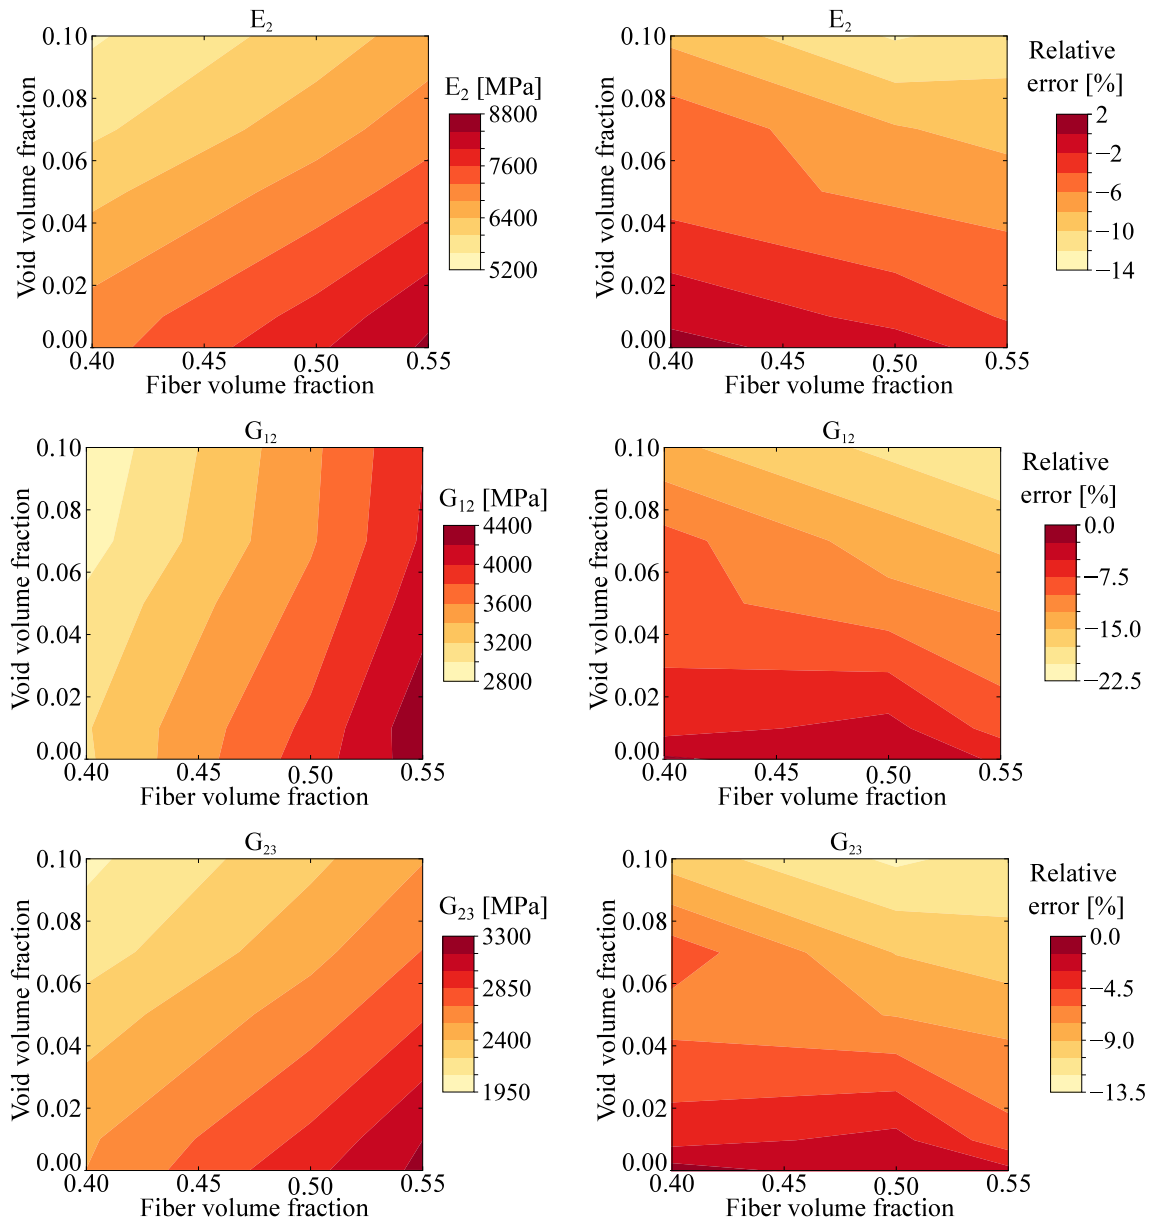 E₂
0.10
0.08
0.06
0.04
0.02
0.00
Void volume fraction
0.40 0.45 0.50 0.55
Fiber volume fraction
E₂ [MPa]
8800
7600
6400
5200
E₂
0.10
0.08
0.06
0.04
0.02
0.00
Void volume fraction
0.40 0.45 0.50 0.55
Fiber volume fraction
Relative
error [%]
2
−2
−6
−10
−14
G₁₂
0.10
0.08
0.06
0.04
0.02
0.00
Void volume fraction
0.40 0.45 0.50 0.55
Fiber volume fraction
G₁₂ [MPa]
4400
4000
3600
3200
2800
G₁₂
0.10
0.08
0.06
0.04
0.02
0.00
Void volume fraction
0.40 0.45 0.50 0.55
Fiber volume fraction
Relative
error [%]
0.0
−7.5
−15.0
−22.5
G₂₃
0.10
0.08
0.06
0.04
0.02
0.00
Void volume fraction
0.40 0.45 0.50 0.55
Fiber volume fraction
G₂₃ [MPa]
3300
2850
2400
1950
G₂₃
0.10
0.08
0.06
0.04
0.02
0.00
Void volume fraction
0.40 0.45 0.50 0.55
Fiber volume fraction
Relative
error [%]
0.0
−4.5
−9.0
−13.5